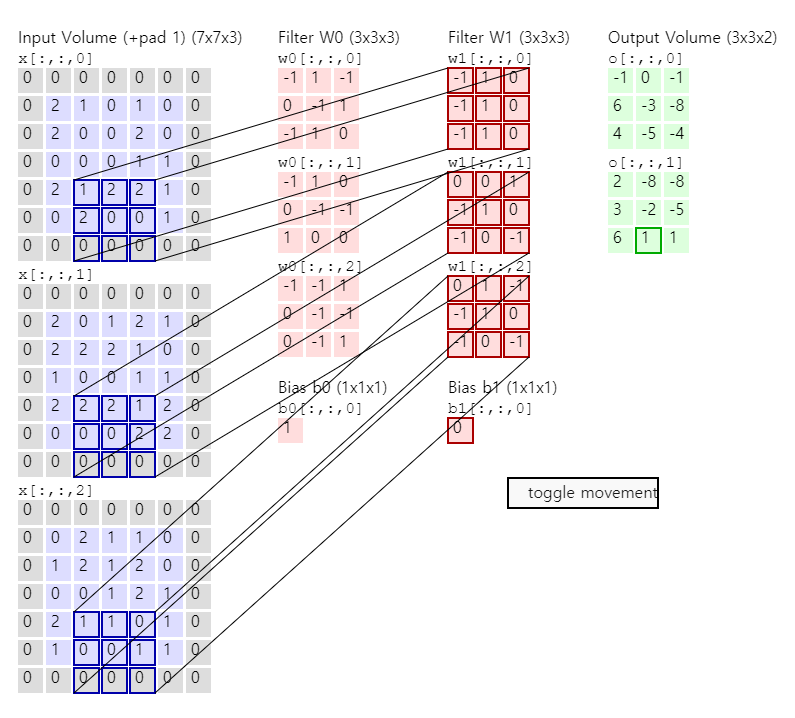 Input Volume (+pad 1) (7x7x3)
x[:,:,0]
0 0 0 0 0 0 0
0 2 1 0 1 0 0
0 2 0 0 2 0 0
0 0 0 0 1 1 0
0 2 1 2 2 1 0
0 0 2 0 0 1 0
0 0 0 0 0 0 0
x[:,:,1]
0 0 0 0 0 0 0
0 2 0 1 2 1 0
0 2 2 2 1 0 0
0 1 0 0 1 1 0
0 2 2 2 1 2 0
0 0 0 0 2 2 0
0 0 0 0 0 0 0
x[:,:,2]
0 0 0 0 0 0 0
0 0 2 1 1 0 0
0 1 2 1 2 0 0
0 0 0 1 2 1 0
0 2 1 1 0 1 0
0 1 0 0 1 1 0
0 0 0 0 0 0 0
Filter W0 (3x3x3)
w0[:,:,0]
-1 1 -1
0 -1 1
-1 1 0
w0[:,:,1]
-1 1 0
0 -1 -1
1 0 0
w0[:,:,2]
-1 -1 1
0 -1 -1
0 -1 1
Bias b0 (1x1x1)
b0[:,:,0]
1
Filter W1 (3x3x3)
w1[:,:,0]
-1 1 0
-1 1 0
-1 1 0
w1[:,:,1]
0 0 1
-1 1 0
-1 0 -1
w1[:,:,2]
0 1 -1
-1 1 0
-1 0 -1
Bias b1 (1x1x1)
b1[:,:,0]
0
Output Volume (3x3x2)
o[:,:,0]
-1 0 -1
6 -3 -8
4 -5 -4
o[:,:,1]
2 -8 -8
3 -2 -5
6 1 1
toggle movement